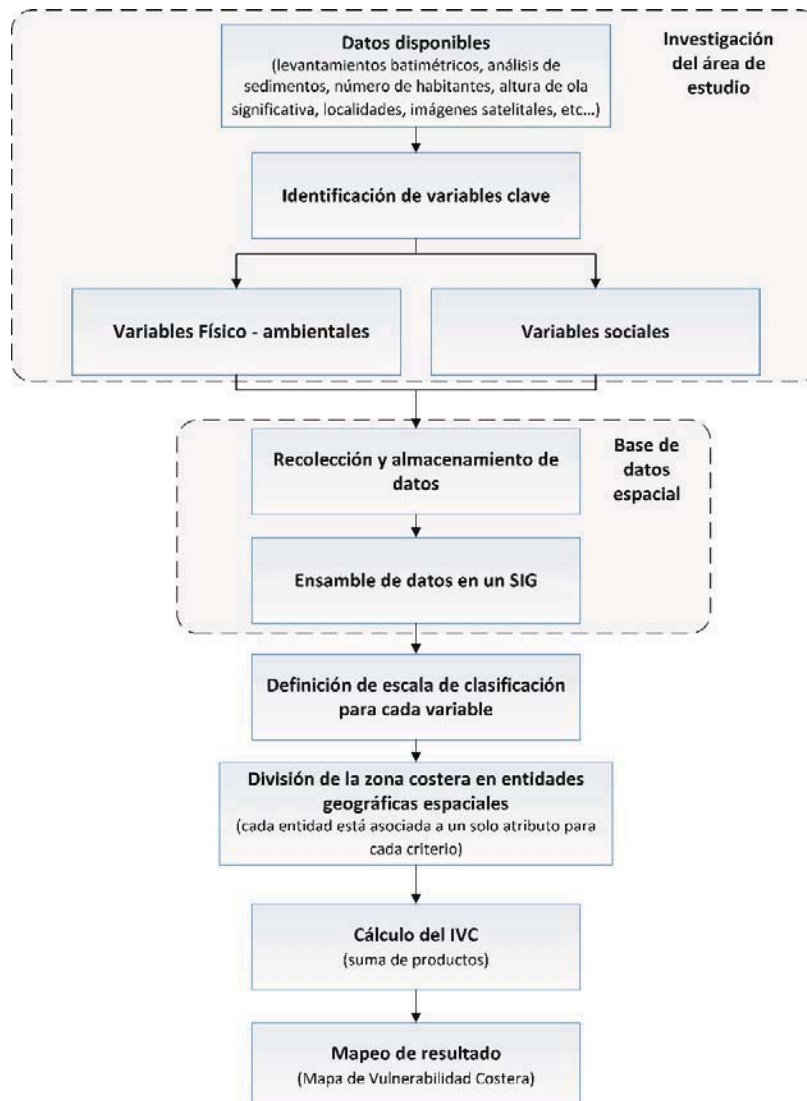 Datos disponibles
(levantamientos batimétricos, análisis de
sedimentos, número de habitantes, altura de ola
significativa, localidades, imágenes satelitales, etc...)
Investigación
del área de
estudio
Identificación de variables clave
Variables Físico - ambientales
Variables sociales
Recolección y almacenamiento de
datos
Base de
datos
espacial
Ensamble de datos en un SIG
Definición de escala de clasificación
para cada variable
División de la zona costera en entidades
geográficas espaciales
(cada entidad está asociada a un solo atributo para
cada criterio)
Cálculo del IVC
(suma de productos)
Mapeo de resultado
(Mapa de Vulnerabilidad Costera)